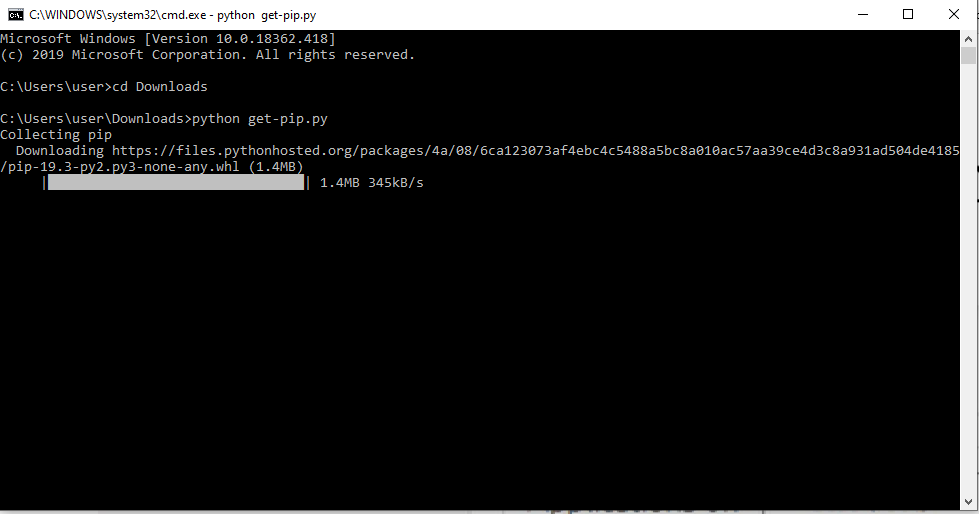 C:\WINDOWS\system32\cmd.exe - python  get-pip.py
Microsoft Windows [Version 10.0.18362.418]
(c) 2019 Microsoft Corporation. All rights reserved.
C:\Users\user>cd Downloads
C:\Users\user\Downloads>python get-pip.py
Collecting pip
  Downloading https://files.pythonhosted.org/packages/4a/08/6ca123073af4ebc4c5488a5bc8a010ac57aa39ce4d3c8a931ad504de4185
/pip-19.3-py2.py3-none-any.whl (1.4MB)
| | 1.4MB 345kB/s